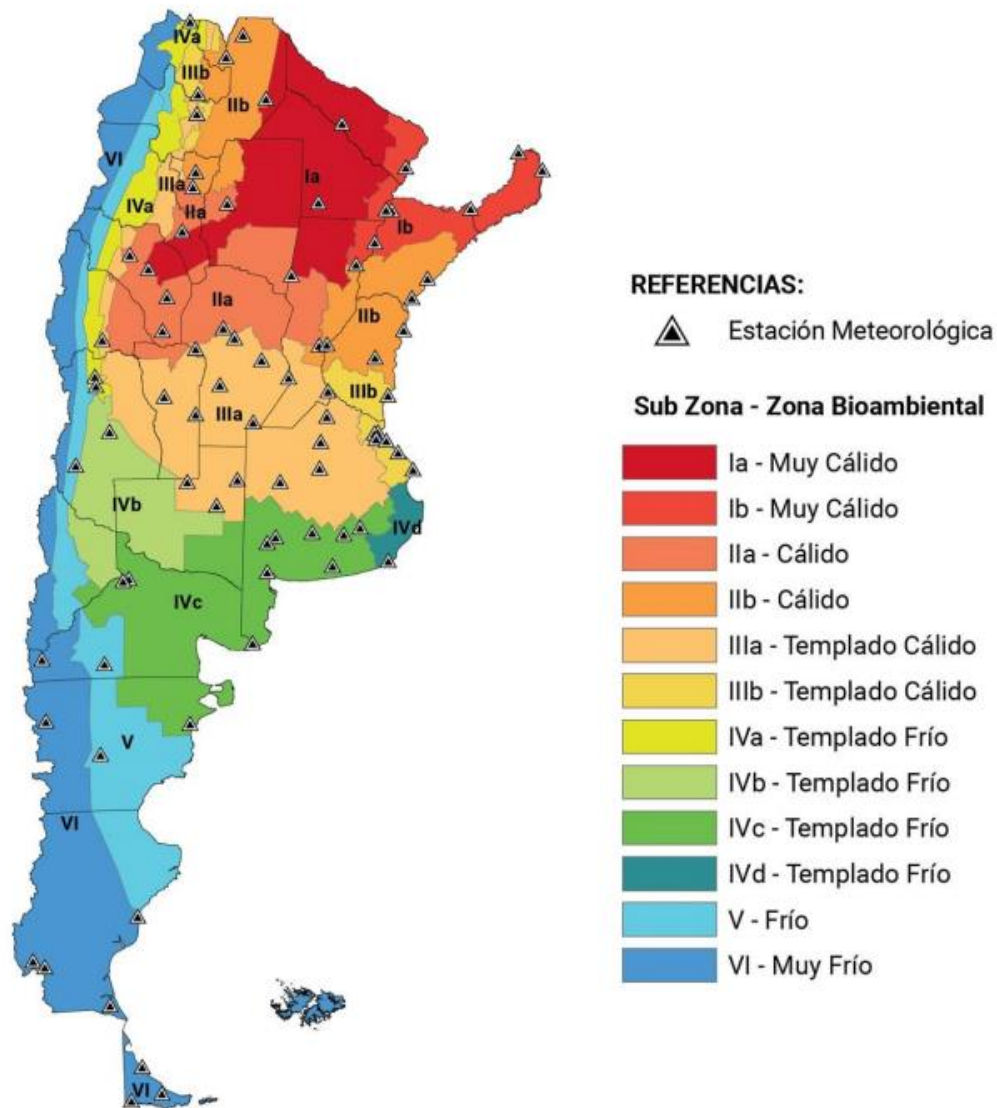 IVa
IIIb
IIb
VI
Ia
IIIa
IVa
IIa
Ib
IIa
IIb
IIIb
IIIa
IVb
IVd
IVc
V
VI
VI
REFERENCIAS:
Estación Meteorológica
Sub Zona - Zona Bioambiental
Ia - Muy Cálido
Ib - Muy Cálido
IIa - Cálido
IIb - Cálido
IIIa - Templado Cálido
IIIb - Templado Cálido
IVa - Templado Frío
IVb - Templado Frío
IVc - Templado Frío
IVd - Templado Frío
V - Frío
VI - Muy Frío